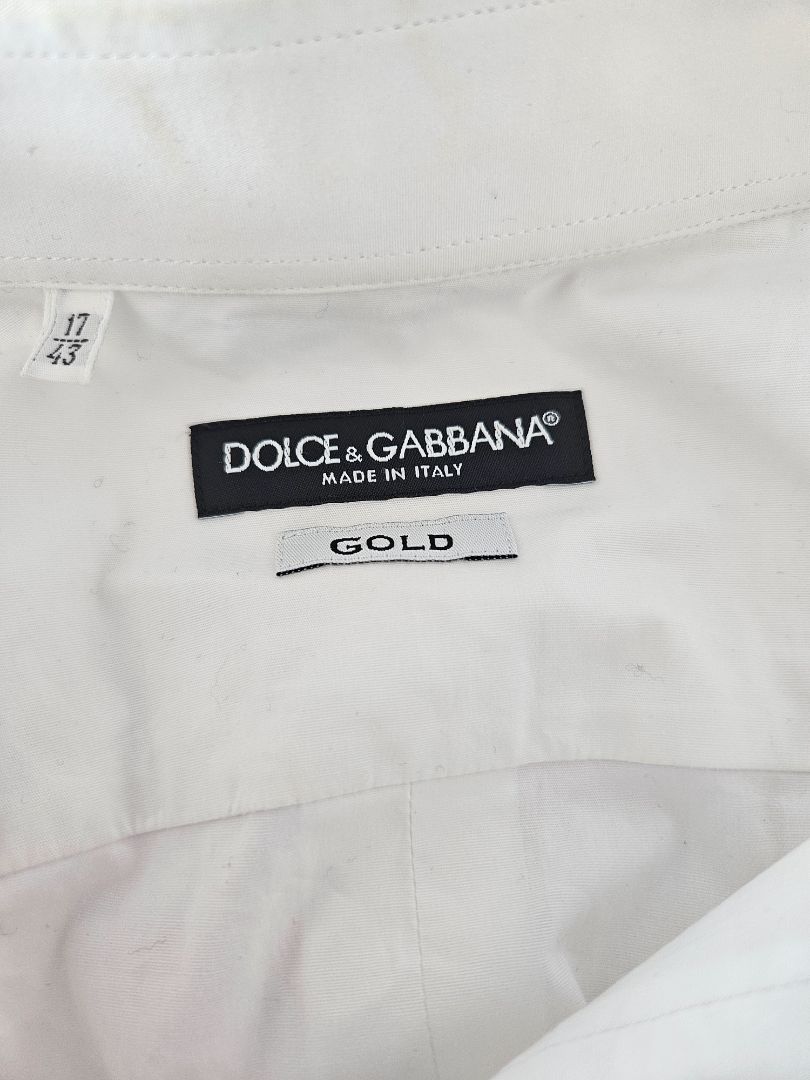 17
43
DOLCE & GABBANA®
MADE IN ITALY
GOLD